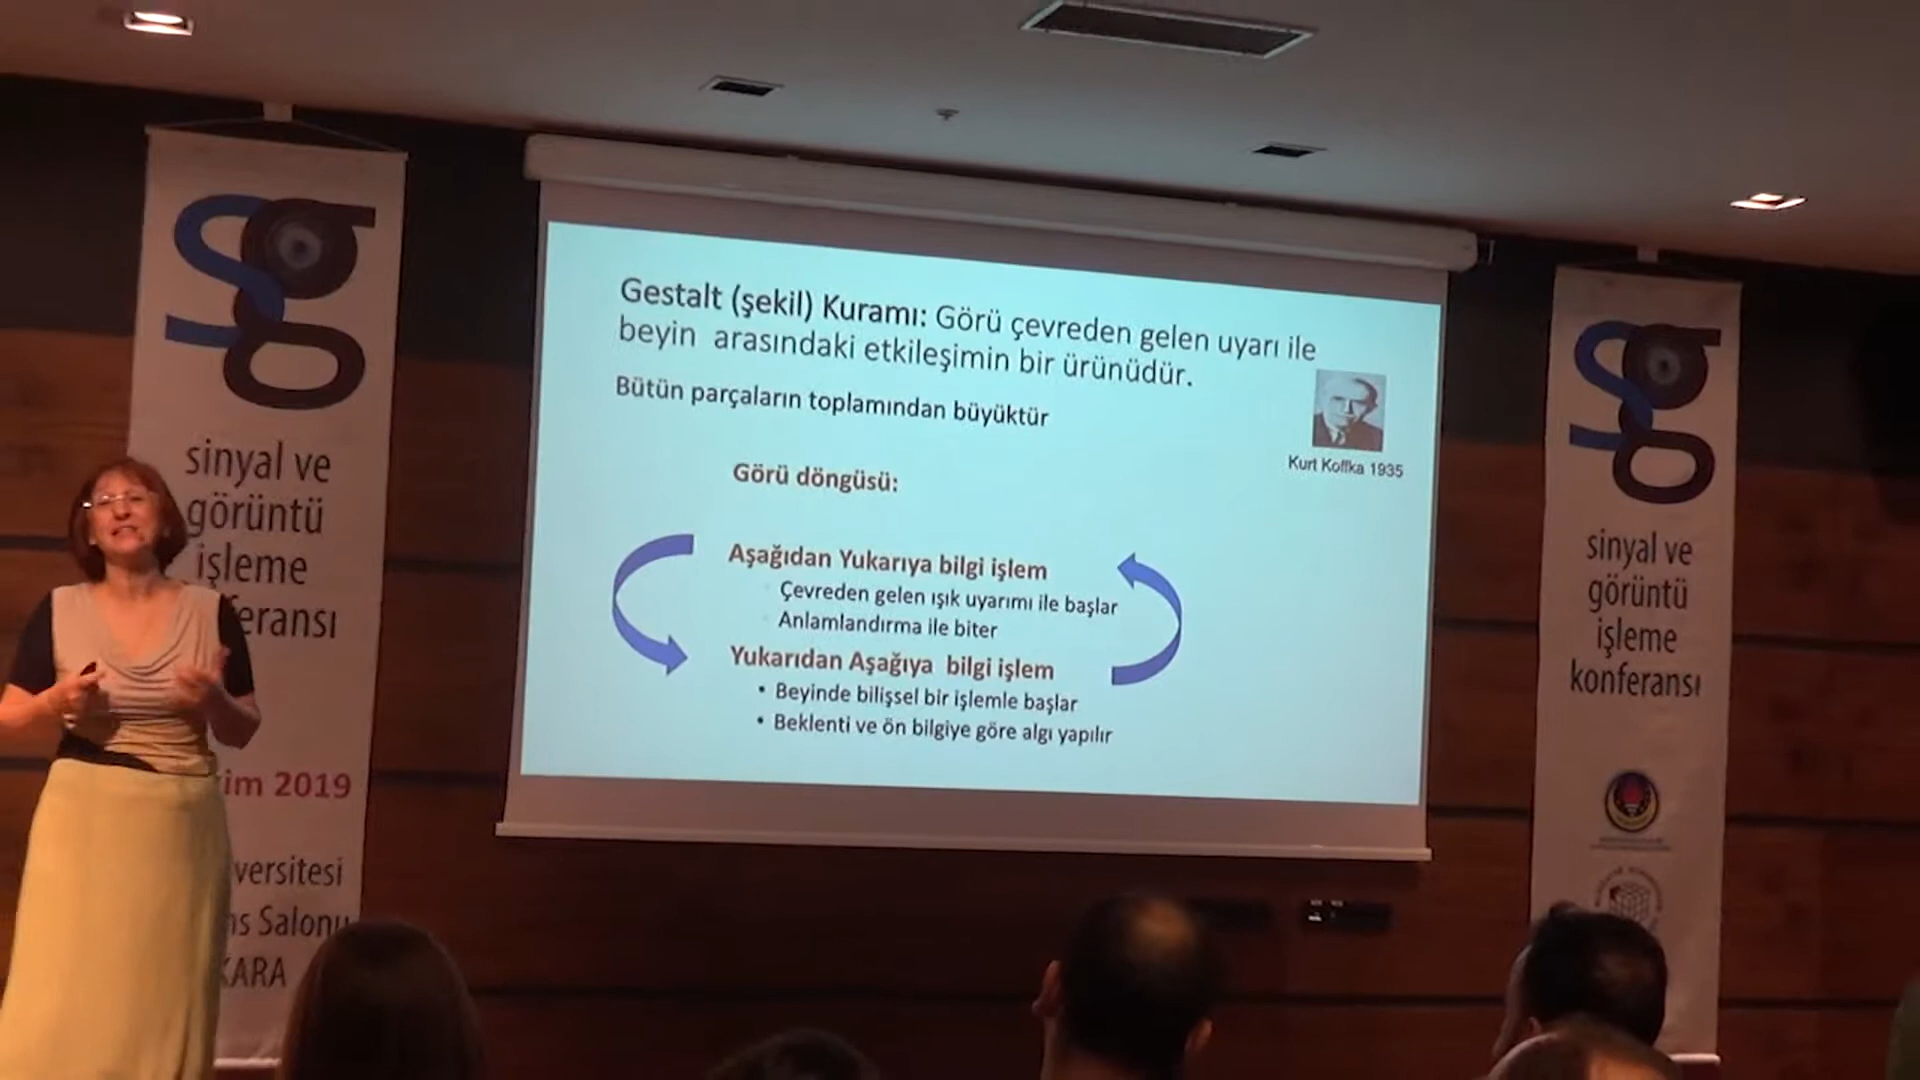 sg
sinyal ve
görüntü
işleme
feransı
im 2019
versitesi
ns Salonu
KARA
Gestalt (şekil) Kuramı: Görü çevreden gelen uyarı ile
beyin arasındaki etkileşimin bir ürünüdür.
Bütün parçaların toplamından büyüktür
Kurt Koffka 1935
Görü döngüsü:
Aşağıdan Yukarıya bilgi işlem
Çevreden gelen ışık uyarımı ile başlar
Anlamlandırma ile biter
Yukarıdan Aşağıya bilgi işlem
• Beyinde bilişsel bir işlemle başlar
• Beklenti ve ön bilgiye göre algı yapılır
sg
sinyal ve
görüntü
işleme
konferansı